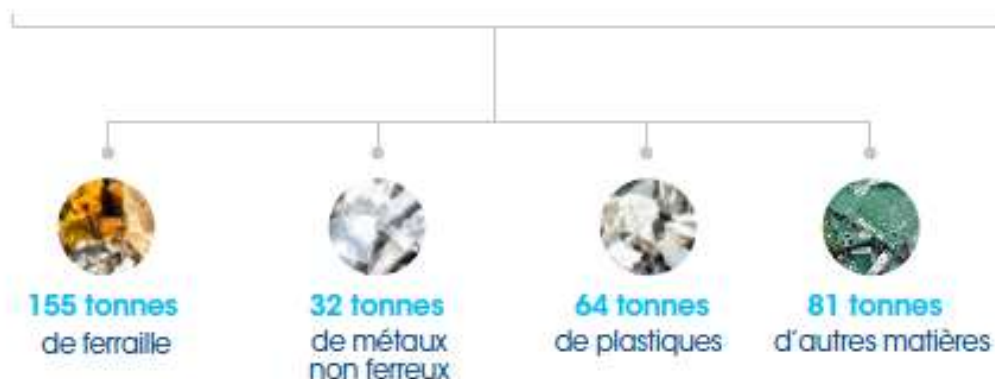 155 tonnes
de ferraille
32 tonnes
de métaux
non ferreux
64 tonnes
de plastiques
81 tonnes
d'autres matières